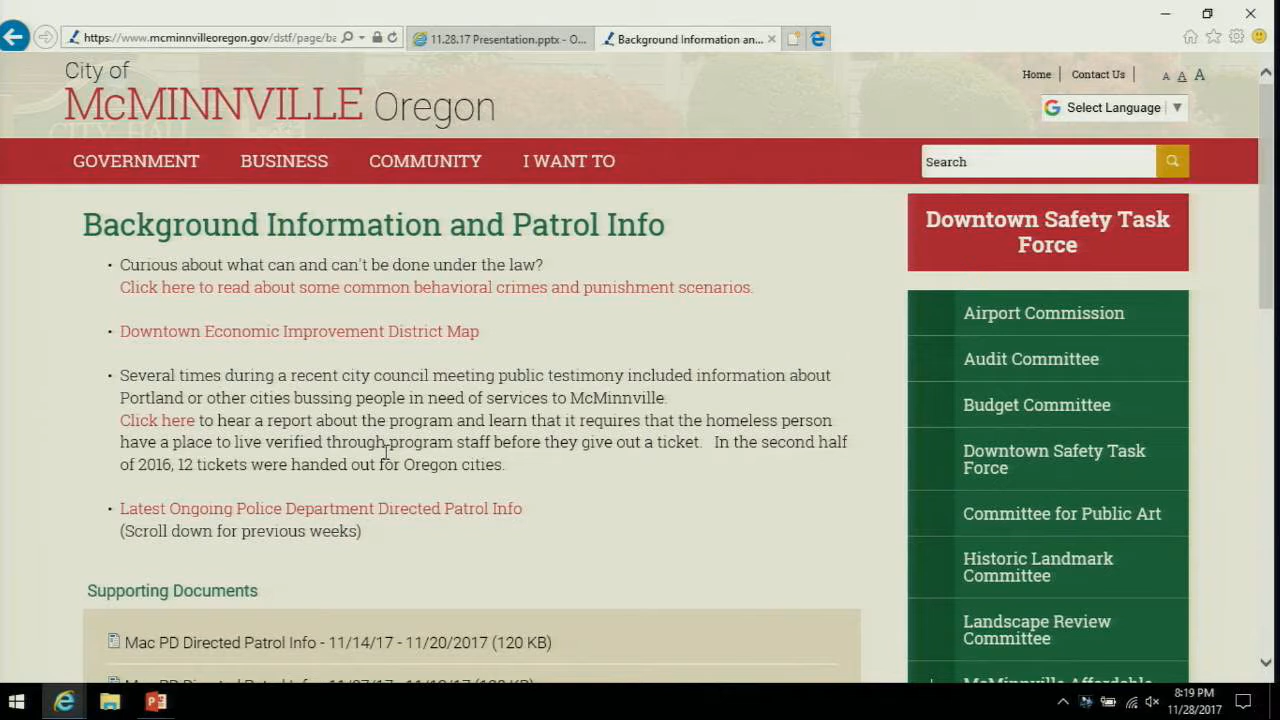 https://www.mcminnvilleoregon.gov/dstf/page/ba
11.28.17 Presentation.pptx - O...
Background Information an...
City of
McMINNVILLE Oregon
Home
Contact Us
A A A
Select Language
GOVERNMENT
BUSINESS
COMMUNITY
I WANT TO
Search
Background Information and Patrol Info
Downtown Safety Task
Force
• Curious about what can and can't be done under the law?
Click here to read about some common behavioral crimes and punishment scenarios.
• Downtown Economic Improvement District Map
• Several times during a recent city council meeting public testimony included information about
Portland or other cities bussing people in need of services to McMinnville.
Click here to hear a report about the program and learn that it requires that the homeless person
have a place to live verified through program staff before they give out a ticket. In the second half
of 2016, 12 tickets were handed out for Oregon cities.
• Latest Ongoing Police Department Directed Patrol Info
(Scroll down for previous weeks)
Supporting Documents
Mac PD Directed Patrol Info - 11/14/17 - 11/20/2017 (120 KB)
Airport Commission
Audit Committee
Budget Committee
Downtown Safety Task
Force
Committee for Public Art
Historic Landmark
Committee
Landscape Review
Committee
McMinnville Affordable
8:19 PM
11/28/2017